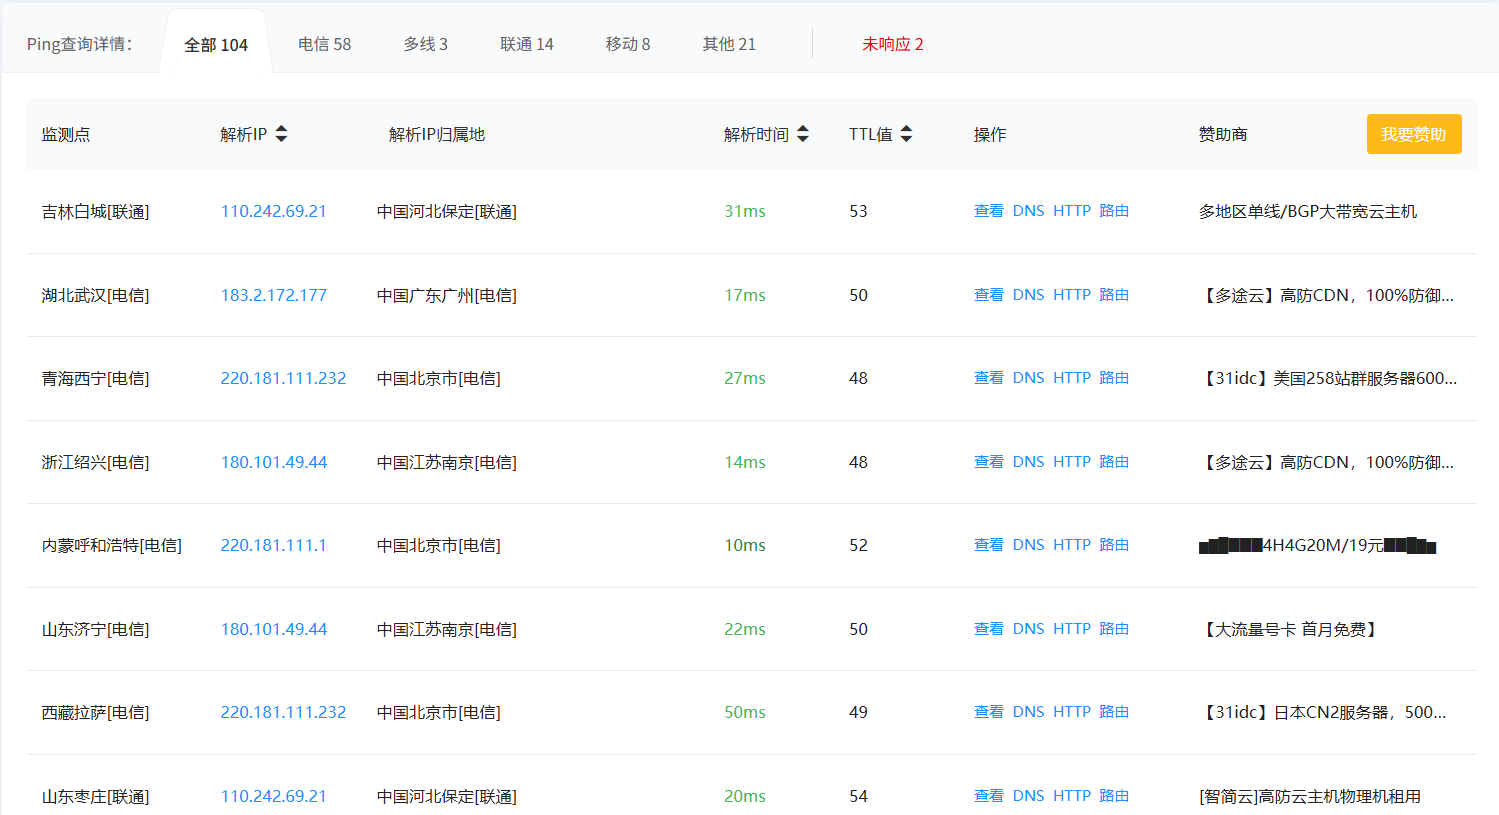 Ping查询详情： 全部 104 电信 58 多线 3 联通 14 移动 8 其他 21 未响应 2
监测点 解析IP 解析IP归属地 解析时间 TTL值 操作 赞助商 我要赞助
吉林白城[联通] 110.242.69.21 中国河北保定[联通] 31ms 53 查看 DNS HTTP 路由 多地区单线/BGP大带宽云主机
湖北武汉[电信] 183.2.172.177 中国广东广州[电信] 17ms 50 查看 DNS HTTP 路由 【多途云】高防CDN，100%防御...
青海西宁[电信] 220.181.111.232 中国北京市[电信] 27ms 48 查看 DNS HTTP 路由 【31idc】美国258站群服务器600...
浙江绍兴[电信] 180.101.49.44 中国江苏南京[电信] 14ms 48 查看 DNS HTTP 路由 【多途云】高防CDN，100%防御...
内蒙呼和浩特[电信] 220.181.111.1 中国北京市[电信] 10ms 52 查看 DNS HTTP 路由 ▅▆▇▇▇▇4H4G20M/19元▇▇▇▆▅
山东济宁[电信] 180.101.49.44 中国江苏南京[电信] 22ms 50 查看 DNS HTTP 路由 【大流量号卡 首月免费】
西藏拉萨[电信] 220.181.111.232 中国北京市[电信] 50ms 49 查看 DNS HTTP 路由 【31idc】日本CN2服务器，500...
山东枣庄[联通] 110.242.69.21 中国河北保定[联通] 20ms 54 查看 DNS HTTP 路由 [智简云]高防云主机物理机租用